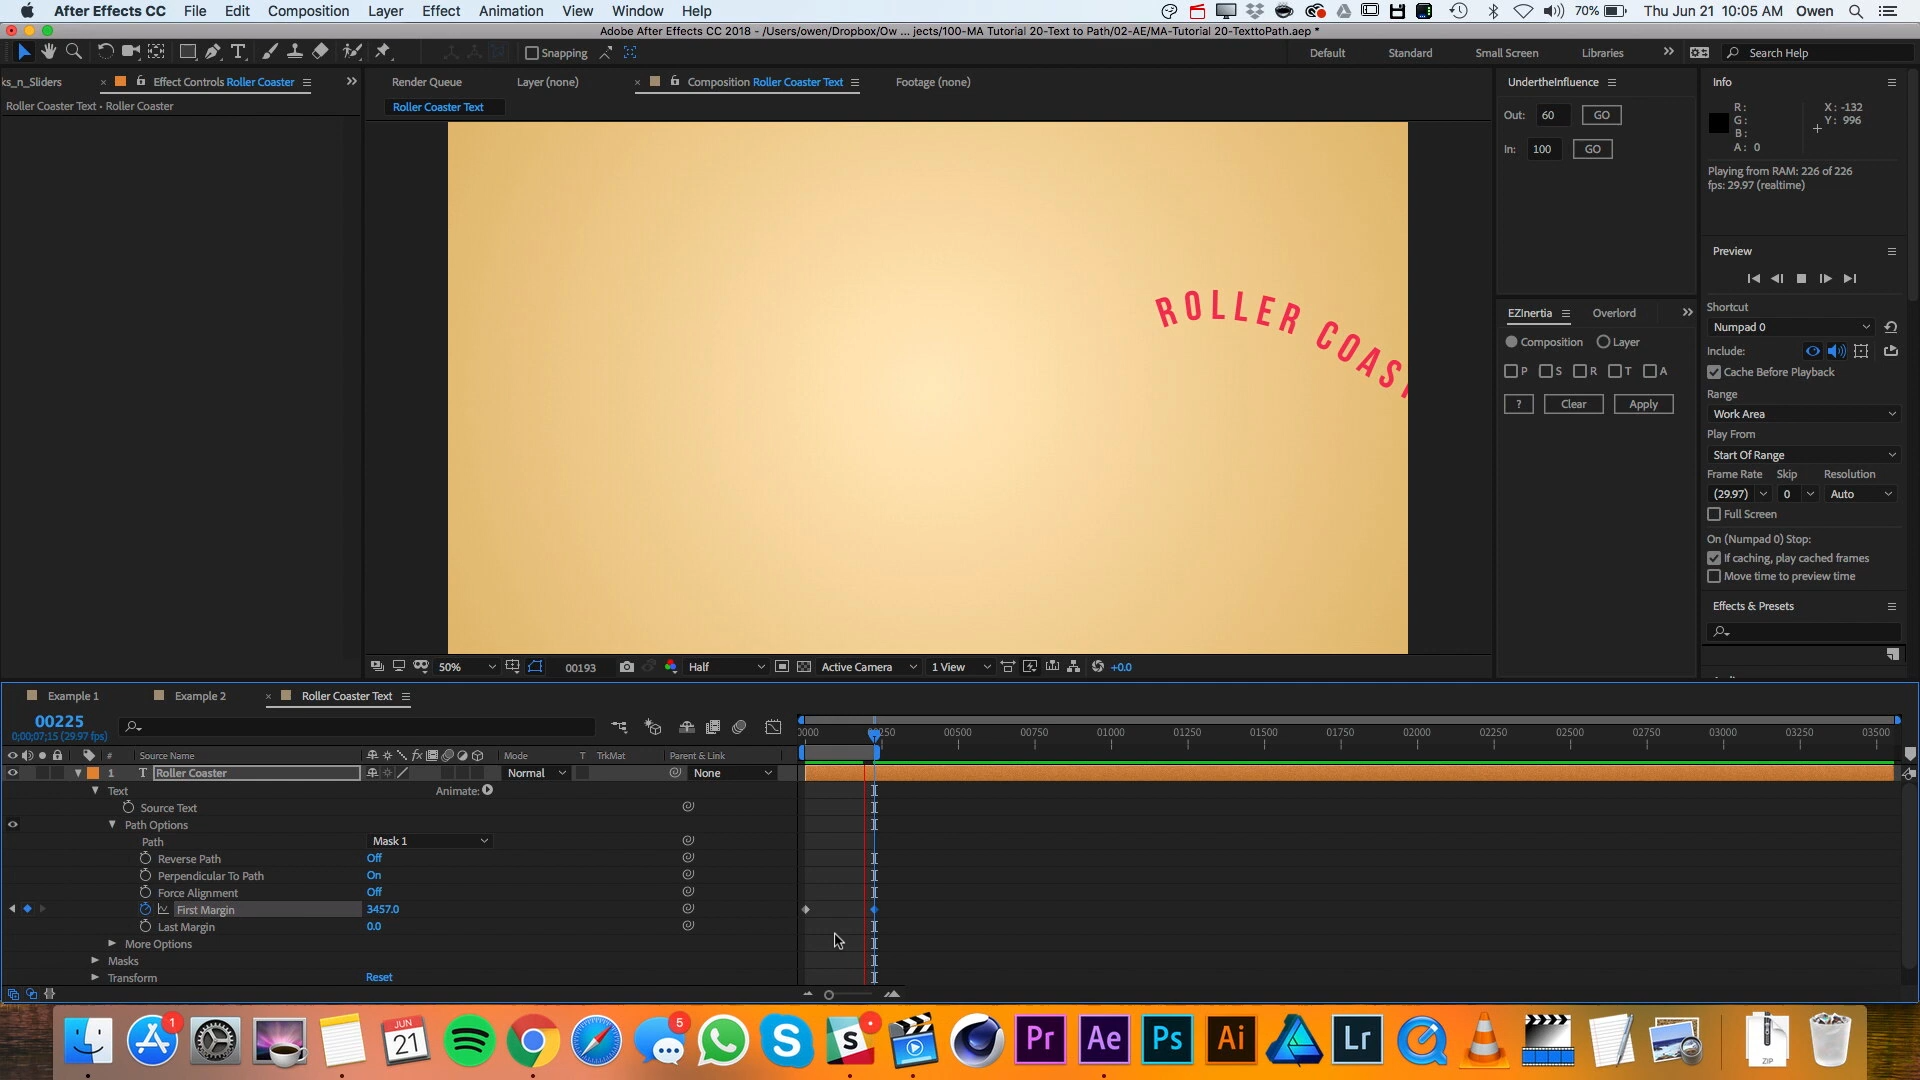 After Effects CC File Edit Composition Layer Effect Animation View Window Help 70% Thu Jun 21 10:05 AM Owen
Adobe After Effects CC 2018 - /Users/owen/Dropbox/Ow ... jects/100-MA Tutorial 20-Text to Path/02-AE/MA-Tutorial 20-TexttoPath.aep *
T Snapping Default Standard Small Screen Libraries Search Help
ks_n_Sliders Effect Controls Roller Coaster Render Queue Layer (none) Composition Roller Coaster Text Footage (none) UndertheInfluence Info
Roller Coaster Text • Roller Coaster Roller Coaster Text
R: X: -132
G: Y: 996
B:
A: 0
Out: 60 GO
In: 100 GO
Playing from RAM: 226 of 226
fps: 29.97 (realtime)
Preview
ROLLER COAST
Shortcut
Numpad 0
EZInertia Overlord
Composition Layer
P S R T A
? Clear Apply
Include:
Cache Before Playback
Range
Work Area
Play From
Start Of Range
Frame Rate Skip Resolution
(29.97) 0 Auto
Full Screen
On (Numpad 0) Stop:
If caching, play cached frames
Move time to preview time
Effects & Presets
50% 00193 Half Active Camera 1 View +0.0
Example 1 Example 2 Roller Coaster Text
00225
0;00;07;15 (29.97 fps)
0000 00250 00500 00750 01000 01250 01500 01750 02000 02250 02500 02750 03000 03250 03500
# Source Name fx Mode T TrkMat Parent & Link
1 T Roller Coaster Normal None
Text Animate:
Source Text
Path Options
Path Mask 1
Reverse Path Off
Perpendicular To Path On
Force Alignment Off
First Margin 3457.0
Last Margin 0.0
More Options
Masks
Transform Reset
1 JUN 21 5 Pr Ae Ps Ai Lr ZIP